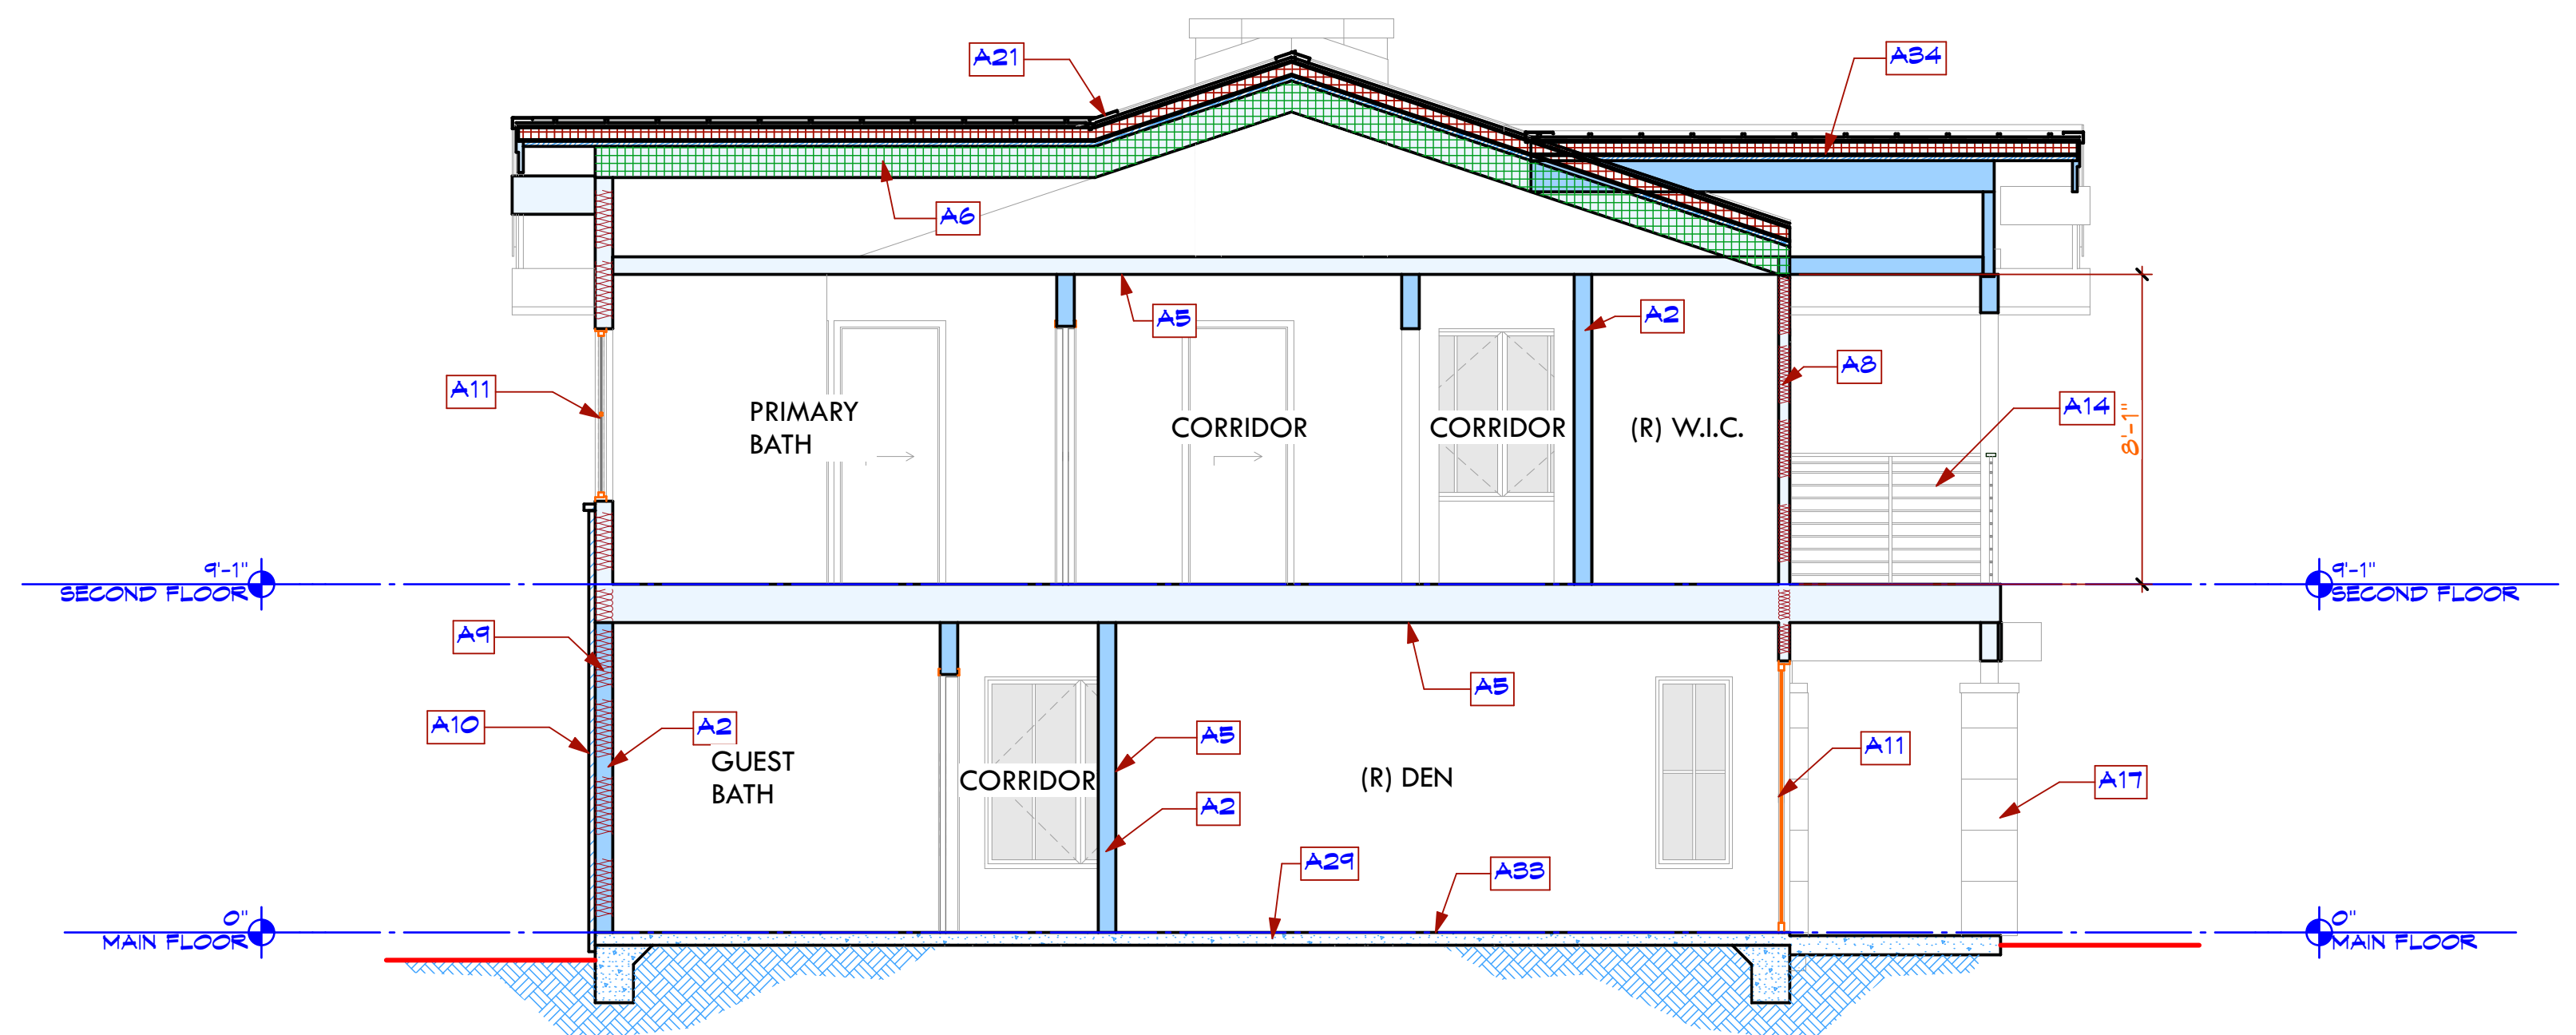 A21
A34
A6
A5
A2
A8
A11
A14
8'-1"
PRIMARY
BATH
CORRIDOR
CORRIDOR
(R) W.I.C.
9'-1"
SECOND FLOOR
9'-1"
SECOND FLOOR
A9
A10
A2
GUEST
BATH
CORRIDOR
A5
A2
A5
(R) DEN
A11
A17
A29
A33
0"
MAIN FLOOR
0"
MAIN FLOOR